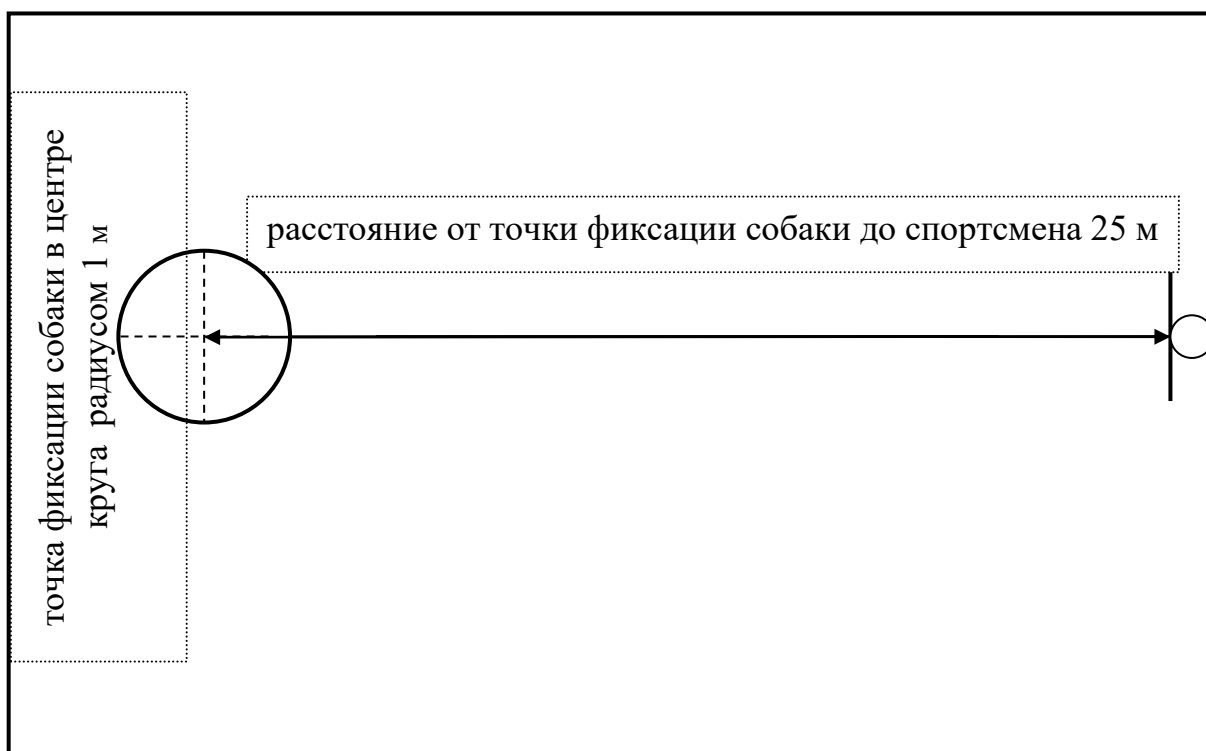 точка фиксации собаки в центре
круга радиусом 1 м
расстояние от точки фиксации собаки до спортсмена 25 м